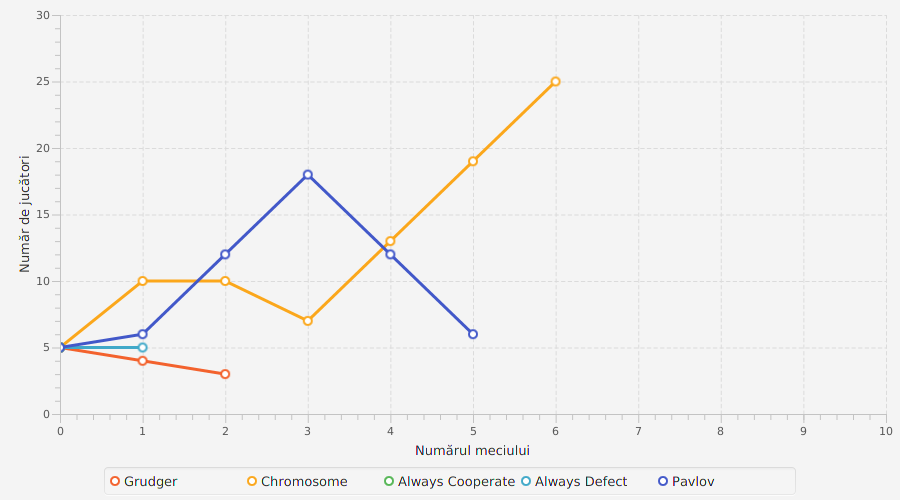 30
25
20
15
10
5
0
Număr de jucători
0 1 2 3 4 5 6 7 8 9 10
Numărul meciului
Grudger Chromosome Always Cooperate Always Defect Pavlov